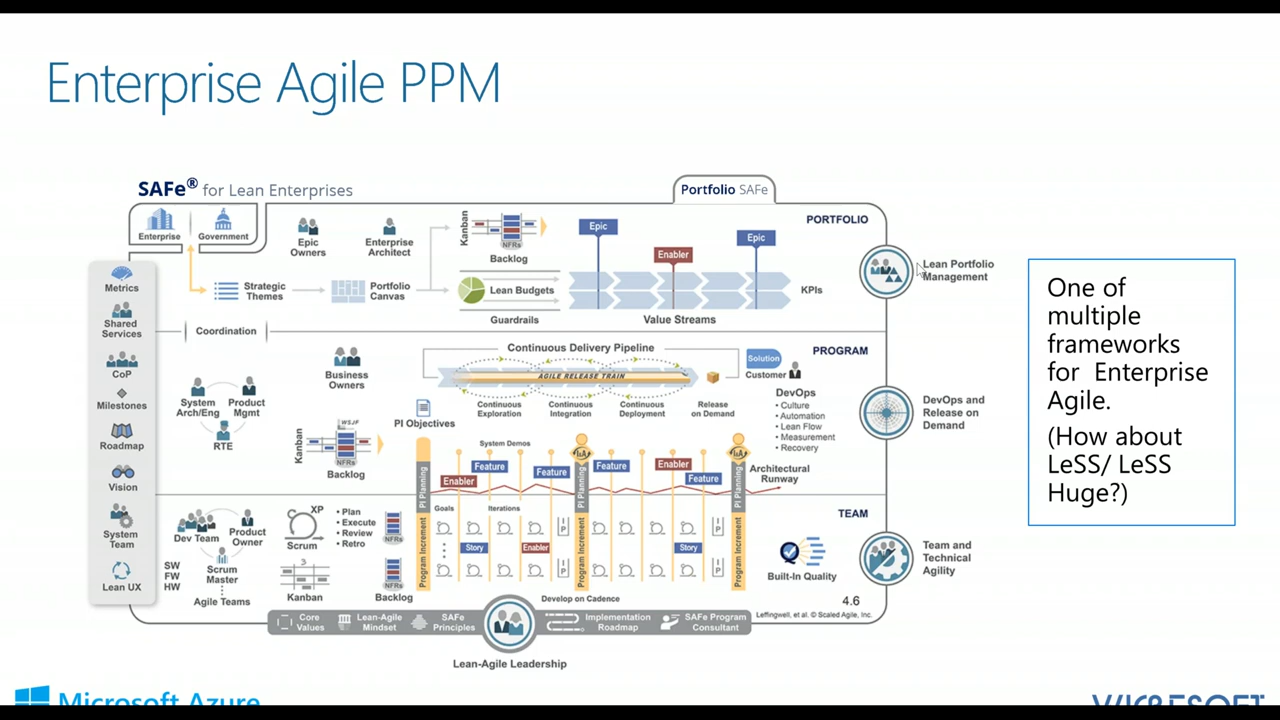 Enterprise Agile PPM
SAFe® for Lean Enterprises
Portfolio SAFe
Enterprise
Government
Epic
Owners
Enterprise
Architect
Kanban
NFRs
Backlog
Epic
Enabler
Epic
PORTFOLIO
Lean Portfolio
Management
Strategic
Themes
Portfolio
Canvas
Lean Budgets
Guardrails
Value Streams
KPIs
Metrics
Shared
Services
CoP
Milestones
Roadmap
Vision
System
Team
Lean UX
Coordination
Business
Owners
Continuous Delivery Pipeline
AGILE RELEASE TRAIN
Continuous
Exploration
Continuous
Integration
Continuous
Deployment
Release
on Demand
Solution
Customer
PROGRAM
DevOps
• Culture
• Automation
• Lean Flow
• Measurement
• Recovery
DevOps and
Release on
Demand
System
Arch/Eng
Product
Mgmt
RTE
Kanban
WSJF
NFRs
Backlog
PI Objectives
System Demos
Enabler
Feature
Feature
I&A
Feature
Enabler
Feature
I&A
Architectural
Runway
PI Planning
PI Planning
PI Planning
TEAM
Dev Team
Product
Owner
Scrum
Master
SW
FW
HW
Agile Teams
XP
Scrum
• Plan
• Execute
• Review
• Retro
Kanban
NFRs
NFRs
Backlog
Program Increment
Goals
Iterations
Story
Enabler
I P
I P
Program Increment
Story
I P
I P
Program Increment
Develop on Cadence
Built-In Quality
Team and
Technical
Agility
4.6
Leffingwell, et al. © Scaled Agile, Inc.
Core
Values
Lean-Agile
Mindset
SAFe
Principles
Implementation
Roadmap
SAFe Program
Consultant
Lean-Agile Leadership
One of
multiple
frameworks
for Enterprise
Agile.
(How about
LeSS/ LeSS
Huge?)
Microsoft Azure
WICRESOFT